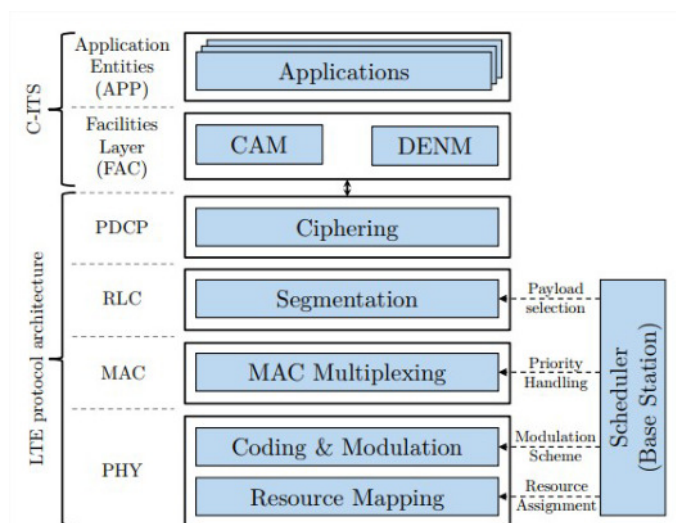 C-ITS
Application
Entities
(APP)
Applications
Facilities
Layer
(FAC)
CAM
DENM
LTE protocol architecture
PDCP
Ciphering
RLC
Segmentation
Payload
selection
MAC
MAC Multiplexing
Priority
Handling
PHY
Coding & Modulation
Modulation
Scheme
Resource Mapping
Resource
Assignment
Scheduler
(Base Station)